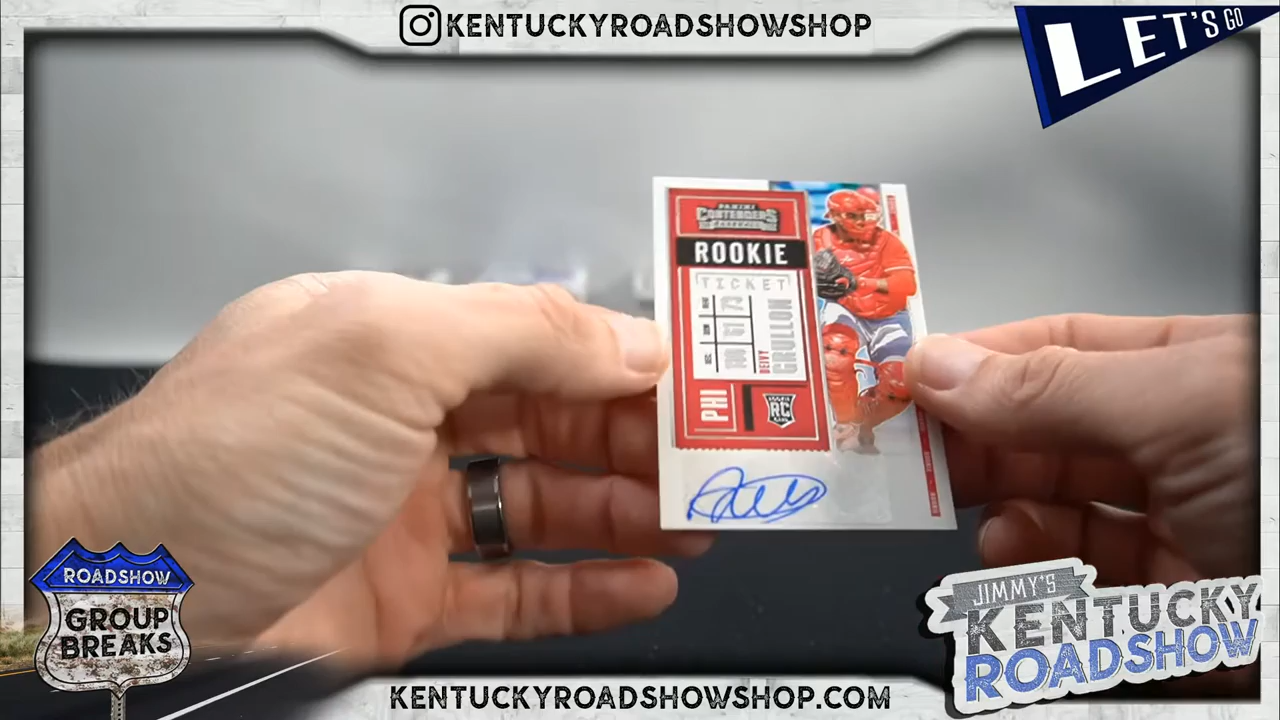 KENTUCKYROADSHOWSHOP
LET'S GO
PANINI
CONTENDERS
BASEBALL
ROOKIE
TICKET
DEIVY
GRULLON
PHI
RC
ROADSHOW
GROUP
BREAKS
JIMMY'S
KENTUCKY
ROADSHOW
KENTUCKYROADSHOWSHOP.COM